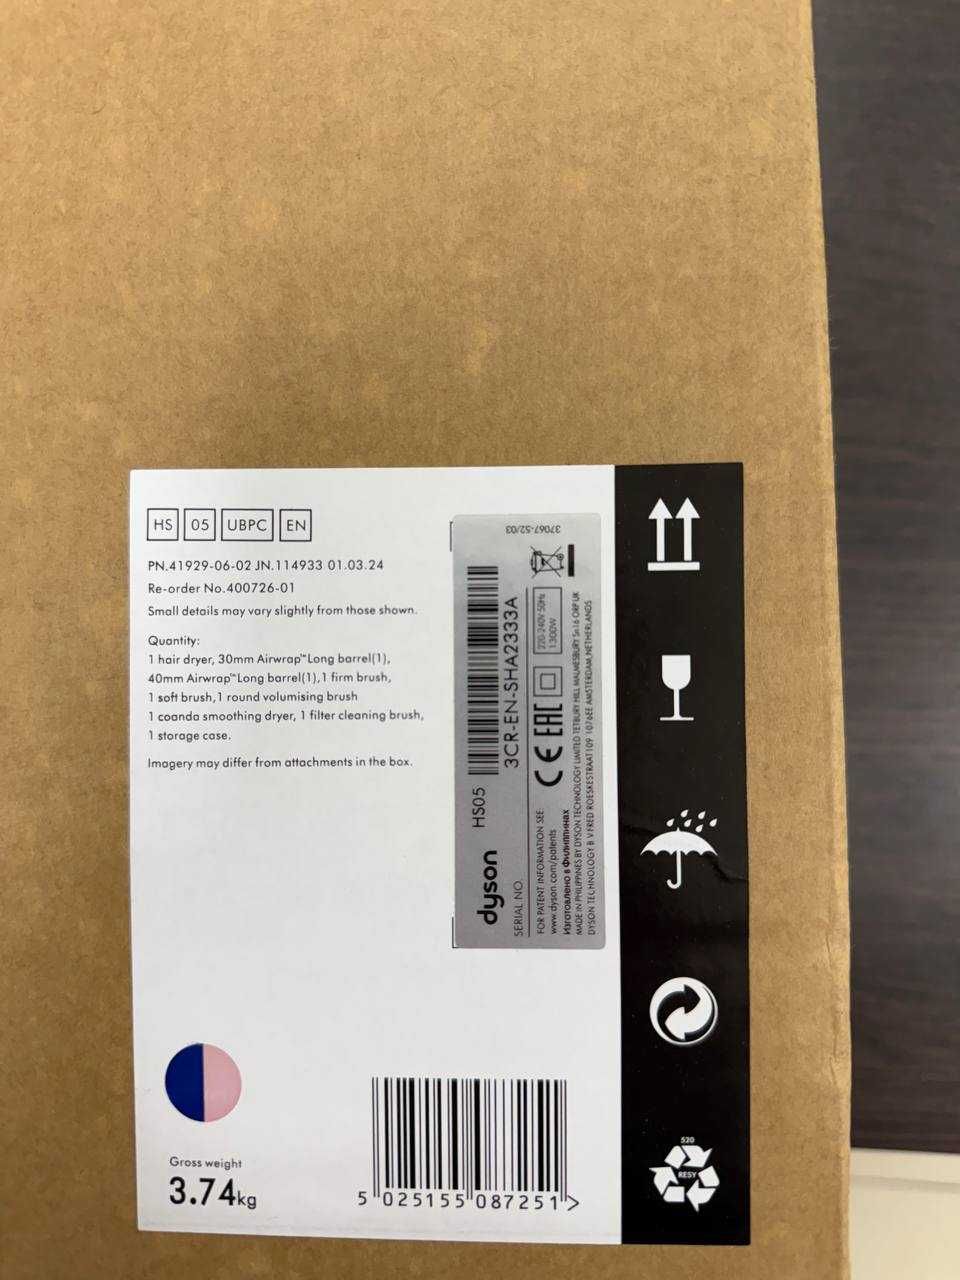 HS 05 UBPC EN
PN.41929-06-02 JN.114933 01.03.24
Re-order No.400726-01
Small details may vary slightly from those shown.
Quantity:
1 hair dryer, 30mm Airwrap™Long barrel(1),
40mm Airwrap™Long barrel(1),1 firm brush,
1 soft brush,1 round volumising brush
1 coanda smoothing dryer, 1 filter cleaning brush,
1 storage case.
Imagery may differ from attachments in the box.
dyson HS05
SERIAL NO. 3CR-EN-SHA2333A
FOR PATENT INFORMATION SEE
www.dyson.com/patents
CE EAC
220-240V 50Hz
1300W
Изготовлено в Филиппинах
MADE IN PHILIPPINES BY DYSON TECHNOLOGY LIMITED TETBURY HILL MALMESBURY Sn16 ORP UK
DYSON TECHNOLOGY B V FRED ROESKESTRAAT109 1076EE AMSTERDAM,NETHERLANDS
37067-52/03
Gross weight
3.74kg
5 025155 087251 >
520
RESY